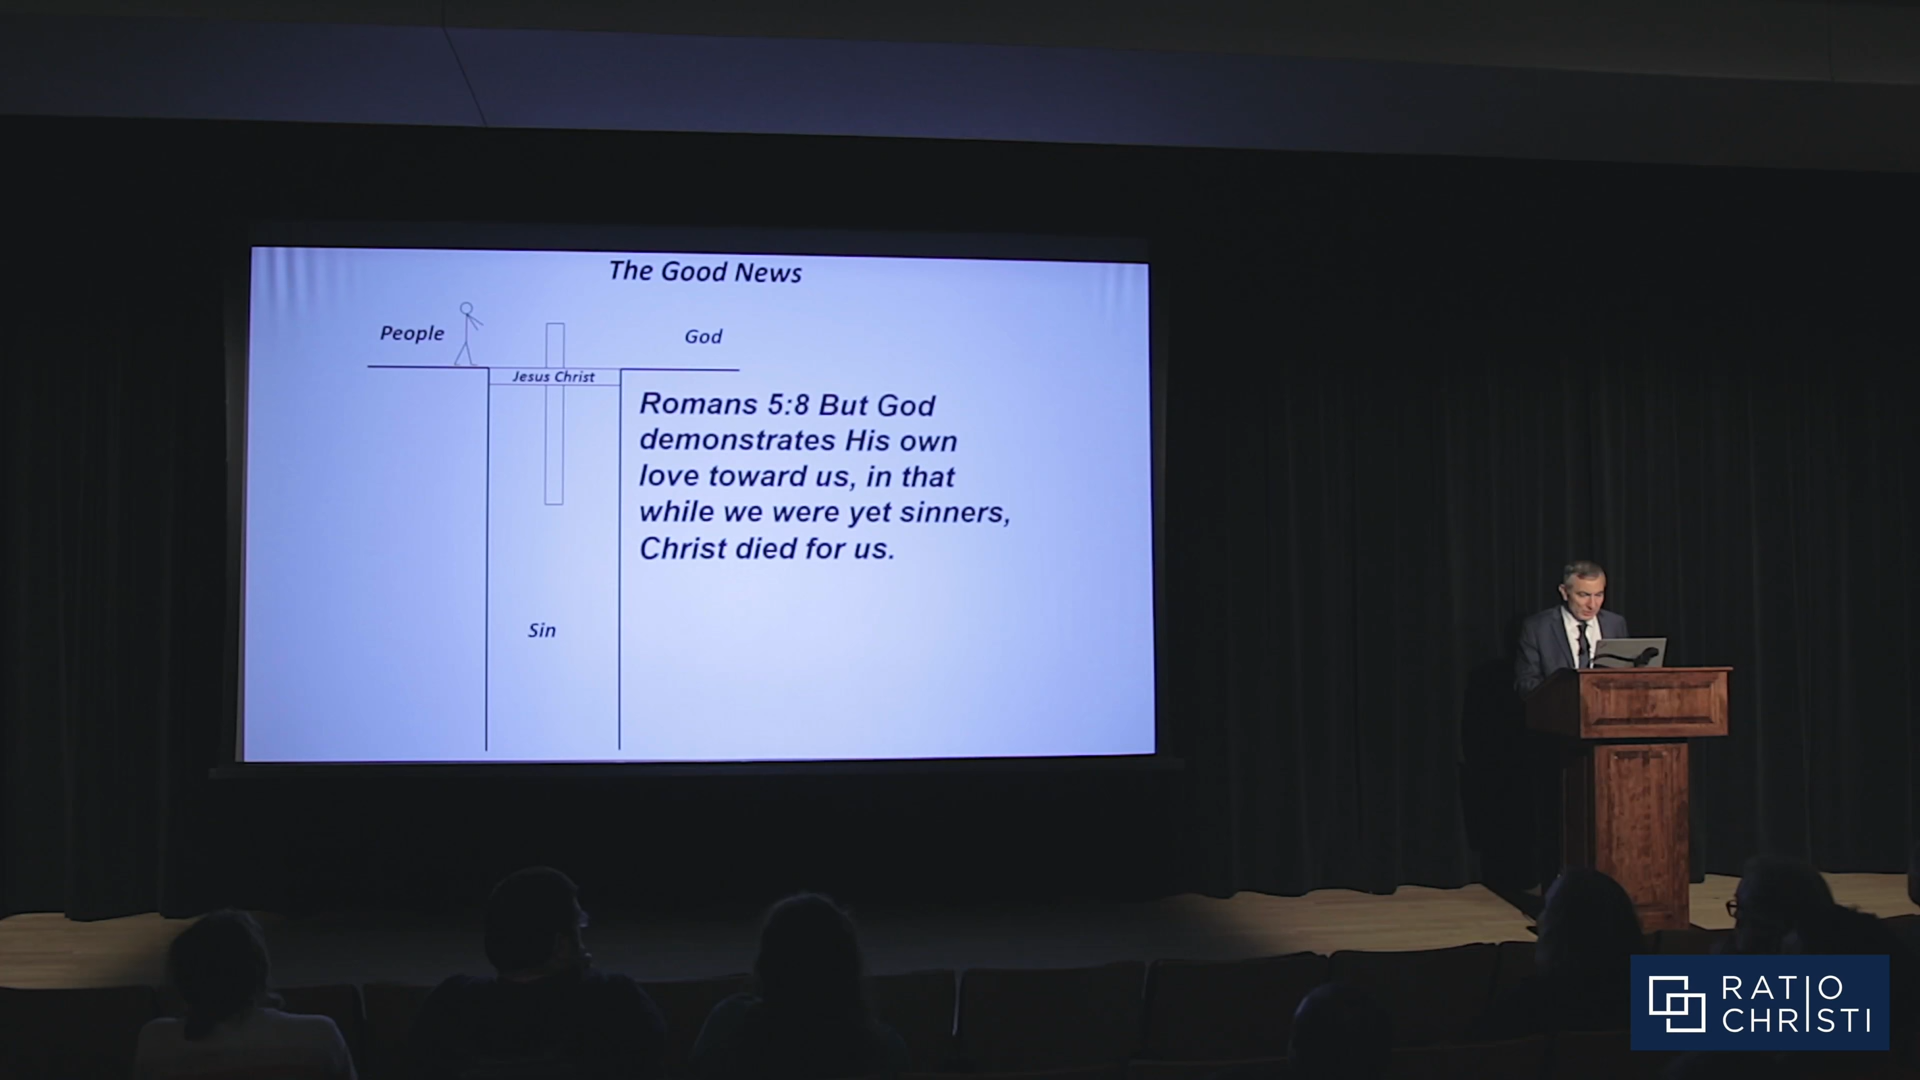 The Good News
People
God
Jesus Christ
Romans 5:8 But God
demonstrates His own
love toward us, in that
while we were yet sinners,
Christ died for us.
Sin
RATIO
CHRISTI